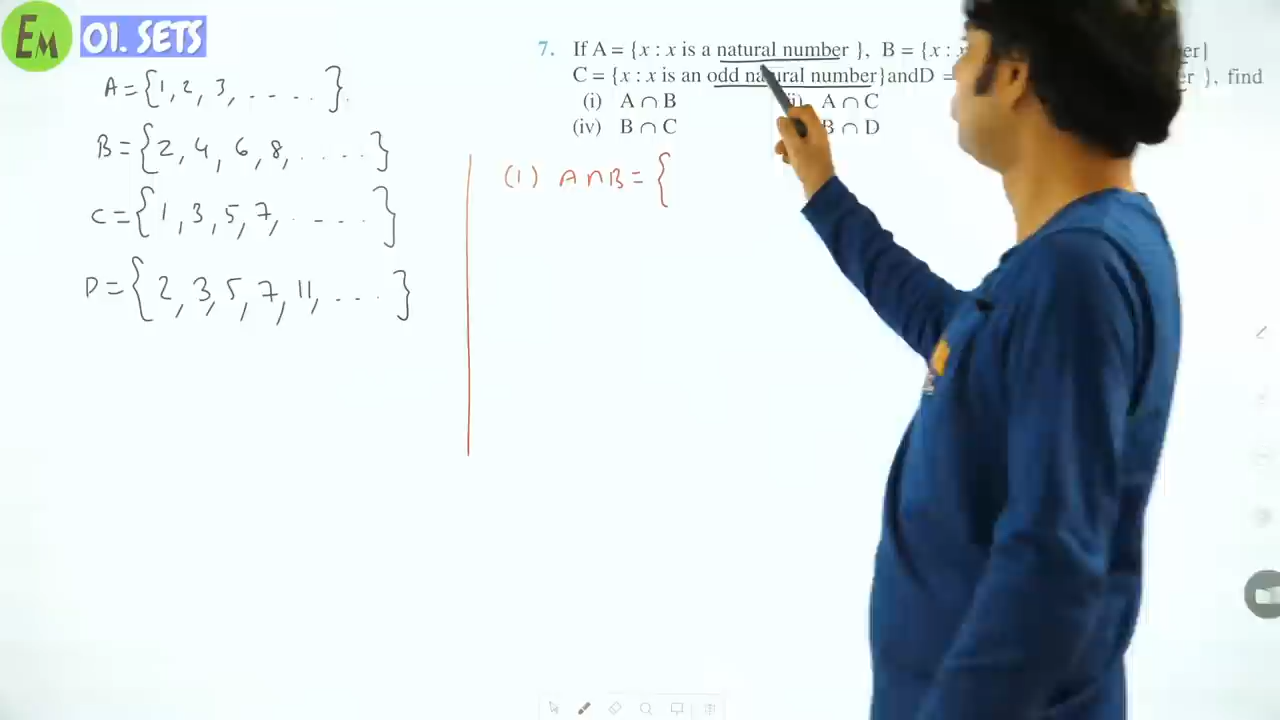 EM 01. SETS
A = {1, 2, 3, ..... }.
B = {2, 4, 6, 8, ..... }
C = {1, 3, 5, 7, ..... }
D = {2, 3, 5, 7, 11, .... }
7. If A = {x : x is a natural number }, B = {x :
C = {x : x is an odd natural number}andD = }, find
(i) A ∩ B A ∩ C
(iv) B ∩ C B ∩ D
(1) A ∩ B = {